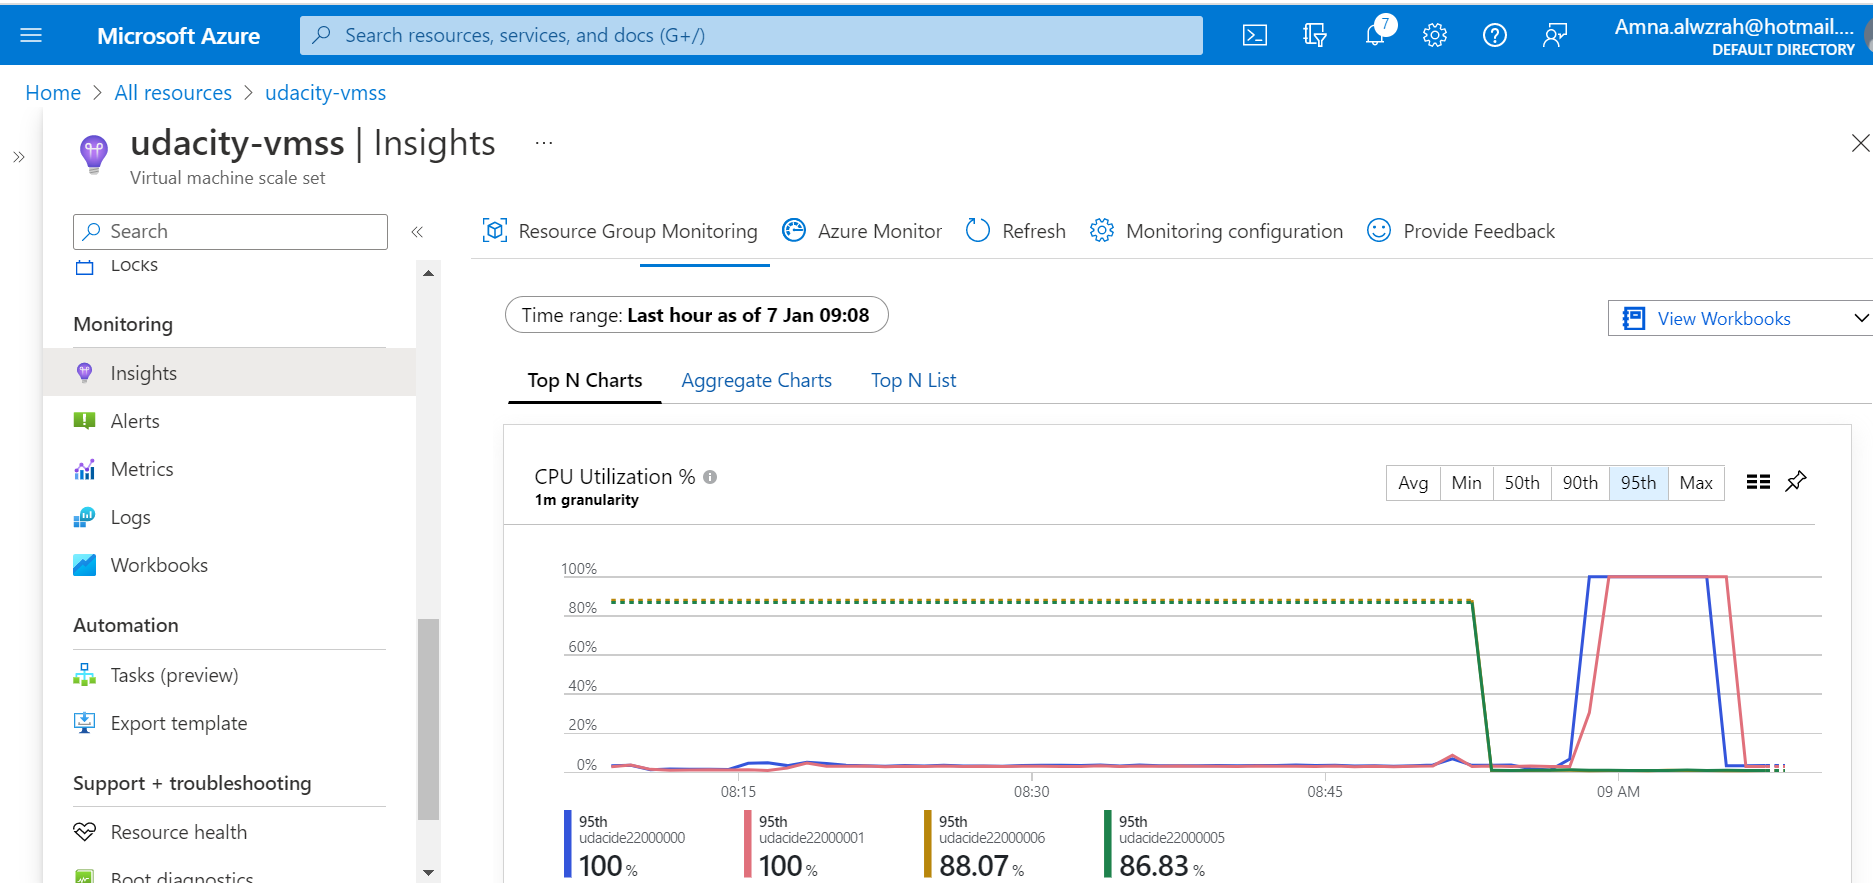 Microsoft Azure
Search resources, services, and docs (G+/)
7
Amna.alwzrah@hotmail....
DEFAULT DIRECTORY
Home > All resources > udacity-vmss
udacity-vmss | Insights ...
Virtual machine scale set
Search
Locks
Monitoring
Insights
Alerts
Metrics
Logs
Workbooks
Automation
Tasks (preview)
Export template
Support + troubleshooting
Resource health
Boot diagnostics
Resource Group Monitoring
Azure Monitor
Refresh
Monitoring configuration
Provide Feedback
Time range: Last hour as of 7 Jan 09:08
View Workbooks
Top N Charts
Aggregate Charts
Top N List
CPU Utilization %
1m granularity
Avg
Min
50th
90th
95th
Max
100%
80%
60%
40%
20%
0%
08:15
08:30
08:45
09 AM
95th
udacide22000000
100 %
95th
udacide22000001
100 %
95th
udacide22000006
88.07 %
95th
udacide22000005
86.83 %